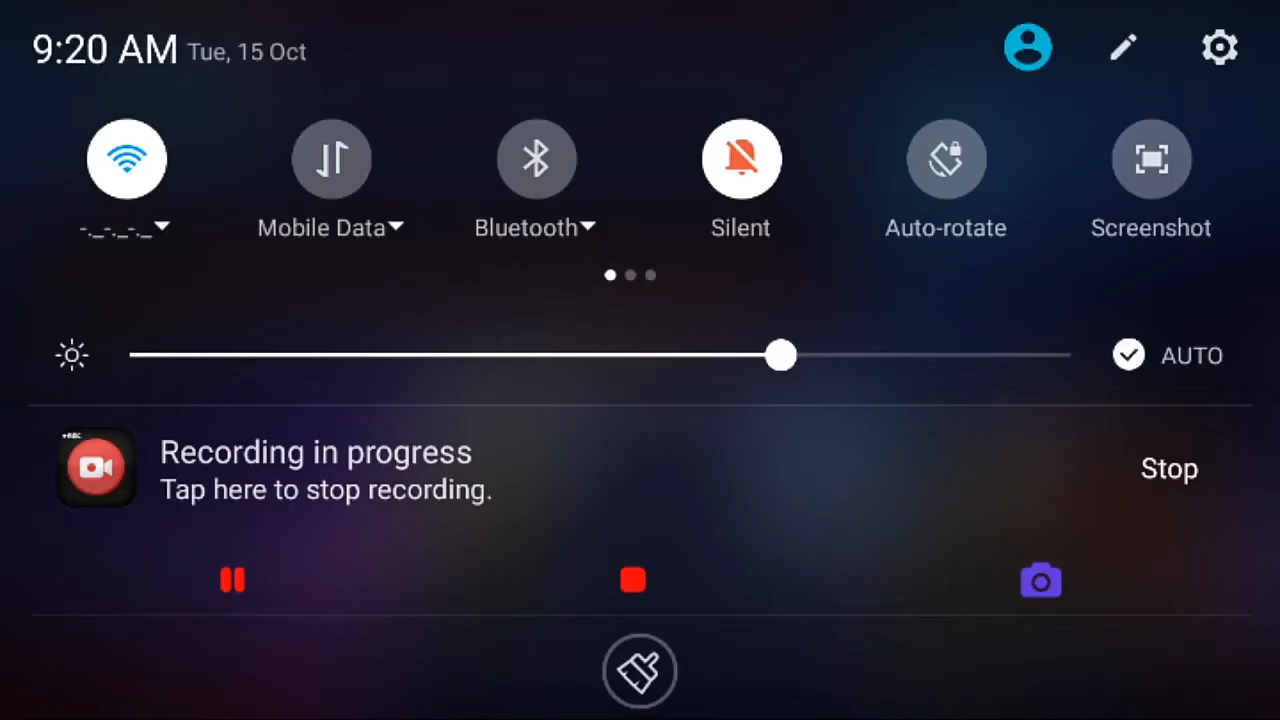 9:20 AM Tue, 15 Oct
-._-._-._
Mobile Data
Bluetooth
Silent
Auto-rotate
Screenshot
AUTO
Recording in progress
Tap here to stop recording.
Stop